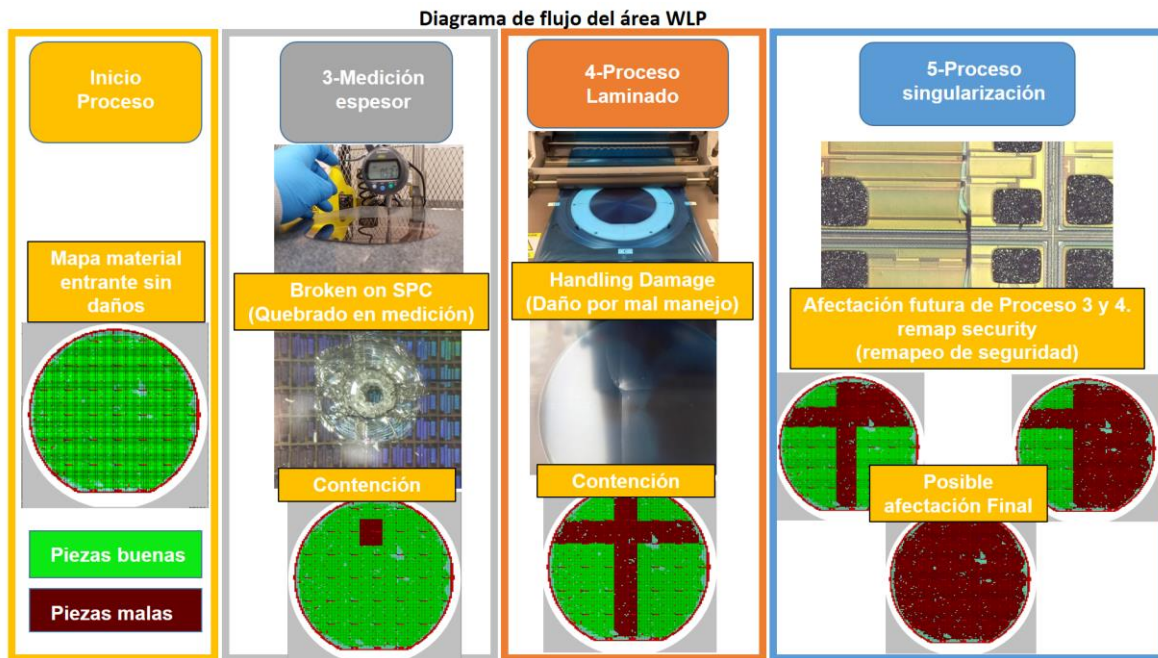 Diagrama de flujo del área WLP
Inicio
Proceso
Mapa material
entrante sin
daños
Piezas buenas
Piezas malas
3-Medición
espesor
Broken on SPC
(Quebrado en medición)
Contención
4-Proceso
Laminado
Handling Damage
(Daño por mal manejo)
Contención
5-Proceso
singularización
Afectación futura de Proceso 3 y 4.
remap security
(remapeo de seguridad)
Posible
afectación Final